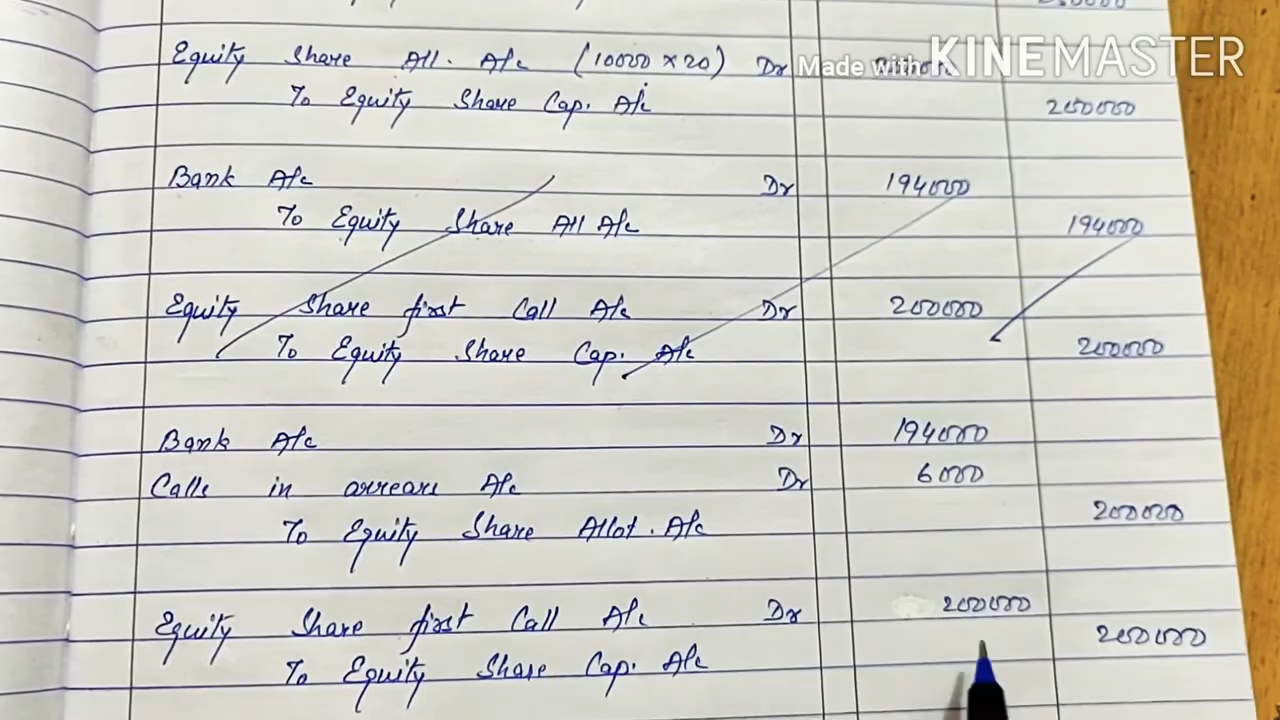 Equity Share All. A/c (10000 × 20) Dr
Made with KINEMASTER
To Equity Share Cap. A/c 200000
Bank A/c Dr 194000
To Equity Share All A/c 194000
Equity Share first Call A/c Dr 200000
To Equity Share Cap. A/c 200000
Bank A/c Dr 194000
Calls in arrears A/c Dr 6000
To Equity Share Allot. A/c 200000
Equity Share first Call A/c Dr 200000
To Equity Share Cap. A/c 200000